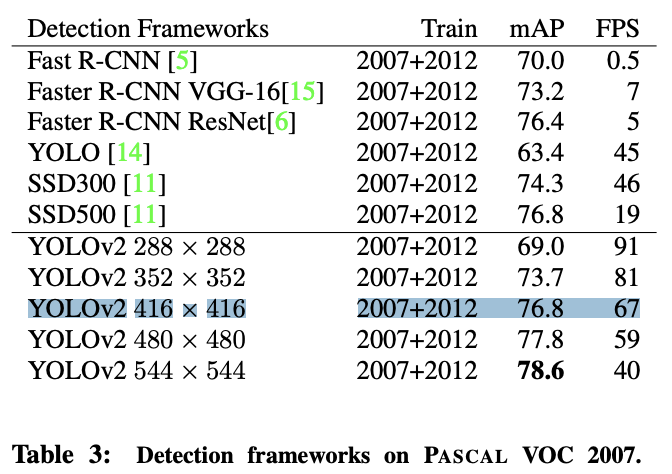 Detection Frameworks Train mAP FPS
Fast R-CNN [5] 2007+2012 70.0 0.5
Faster R-CNN VGG-16[15] 2007+2012 73.2 7
Faster R-CNN ResNet[6] 2007+2012 76.4 5
YOLO [14] 2007+2012 63.4 45
SSD300 [11] 2007+2012 74.3 46
SSD500 [11] 2007+2012 76.8 19
YOLOv2 288 × 288 2007+2012 69.0 91
YOLOv2 352 × 352 2007+2012 73.7 81
YOLOv2 416 × 416 2007+2012 76.8 67
YOLOv2 480 × 480 2007+2012 77.8 59
YOLOv2 544 × 544 2007+2012 78.6 40
Table 3: Detection frameworks on PASCAL VOC 2007.